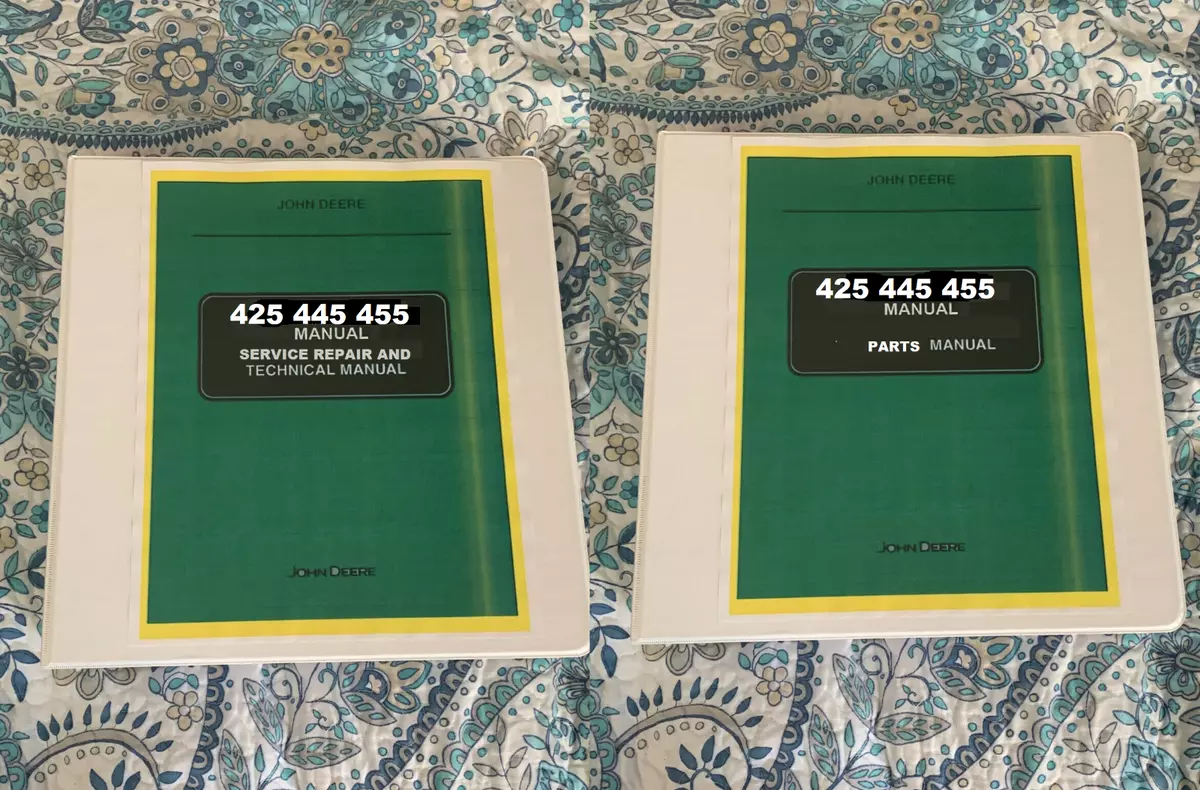 JOHN DEERE
425 445 455
MANUAL
SERVICE REPAIR AND
TECHNICAL MANUAL
JOHN DEERE
JOHN DEERE
425 445 455
MANUAL
PARTS MANUAL
JOHN DEERE